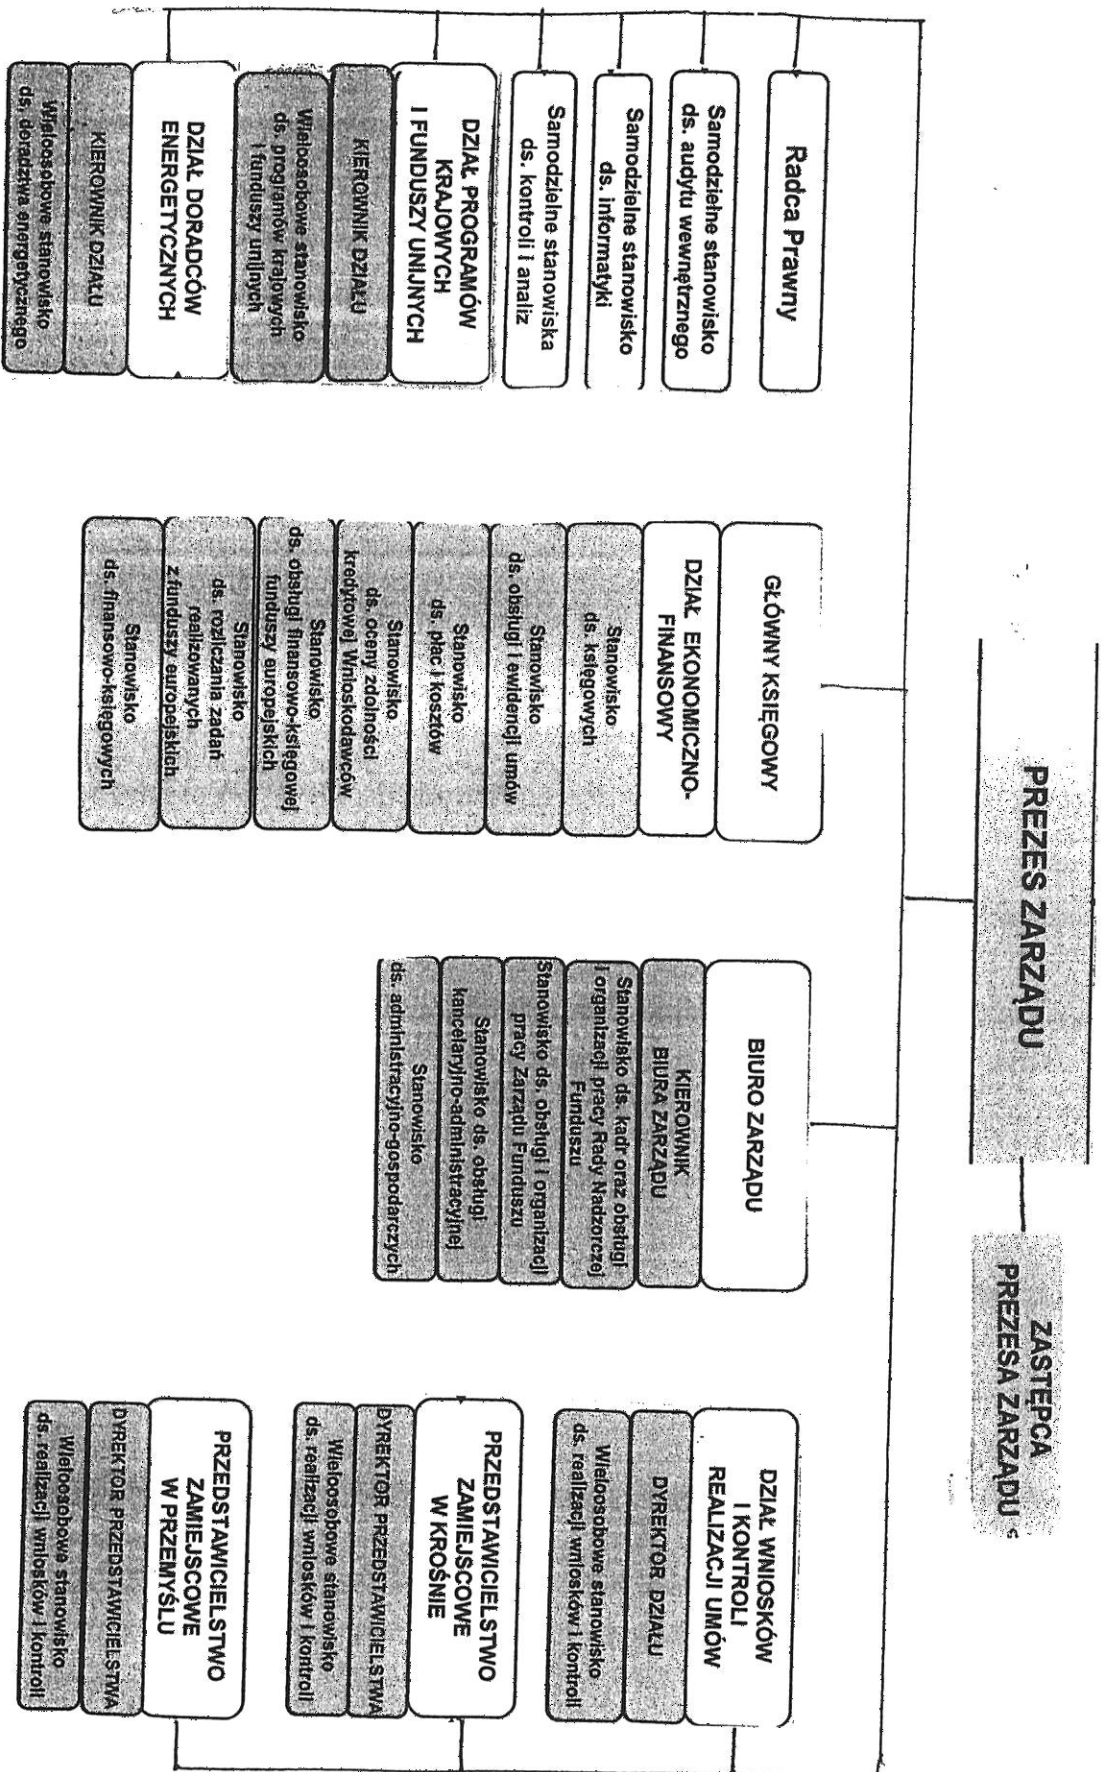 PREZES ZARZĄDU
ZASTĘPCA
PREZESA ZARZĄDU
Radca Prawny
Samodzielne stanowisko
ds. audytu wewnętrznego
Samodzielne stanowisko
ds. informatyki
Samodzielne stanowiska
ds. kontroli i analiz
DZIAŁ PROGRAMÓW
KRAJOWYCH
I FUNDUSZY UNIJNYCH
KIEROWNIK DZIAŁU
Wieloosobowe stanowisko
ds. programów krajowych
i funduszy unijnych
DZIAŁ DORADCÓW
ENERGETYCZNYCH
KIEROWNIK DZIAŁU
Wieloosobowe stanowisko
ds. doradztwa energetycznego
GŁÓWNY KSIĘGOWY
DZIAŁ EKONOMICZNO-
FINANSOWY
Stanowisko
ds. księgowych
Stanowisko
ds. obsługi i ewidencji umów
Stanowisko
ds. płac i kosztów
Stanowisko
ds. oceny zdolności
kredytowej Wnioskodawców
Stanowisko
ds. obsługi finansowo-księgowej
funduszy europejskich
Stanowisko
ds. rozliczania zadań
realizowanych
z funduszy europejskich
Stanowisko
ds. finansowo-księgowych
BIURO ZARZĄDU
KIEROWNIK
BIURA ZARZĄDU
Stanowisko ds. kadr oraz obsługi
i organizacji pracy Rady Nadzorczej
Funduszu
Stanowisko ds. obsługi i organizacji
pracy Zarządu Funduszu
Stanowisko ds. obsługi
kancelaryjno-administracyjnej
Stanowisko
ds. administracyjno-gospodarczych
DZIAŁ WNIOSKÓW
I KONTROLI
REALIZACJI UMÓW
DYREKTOR DZIAŁU
Wieloosobowe stanowisko
ds. realizacji wniosków i kontroli
PRZEDSTAWICIELSTWO
ZAMIEJSCOWE
W KROŚNIE
DYREKTOR PRZEDSTAWICIELSTWA
Wieloosobowe stanowisko
ds. realizacji wniosków i kontroli
PRZEDSTAWICIELSTWO
ZAMIEJSCOWE
W PRZEMYŚLU
DYREKTOR PRZEDSTAWICIELSTWA
Wieloosobowe stanowisko
ds. realizacji wniosków i kontroli